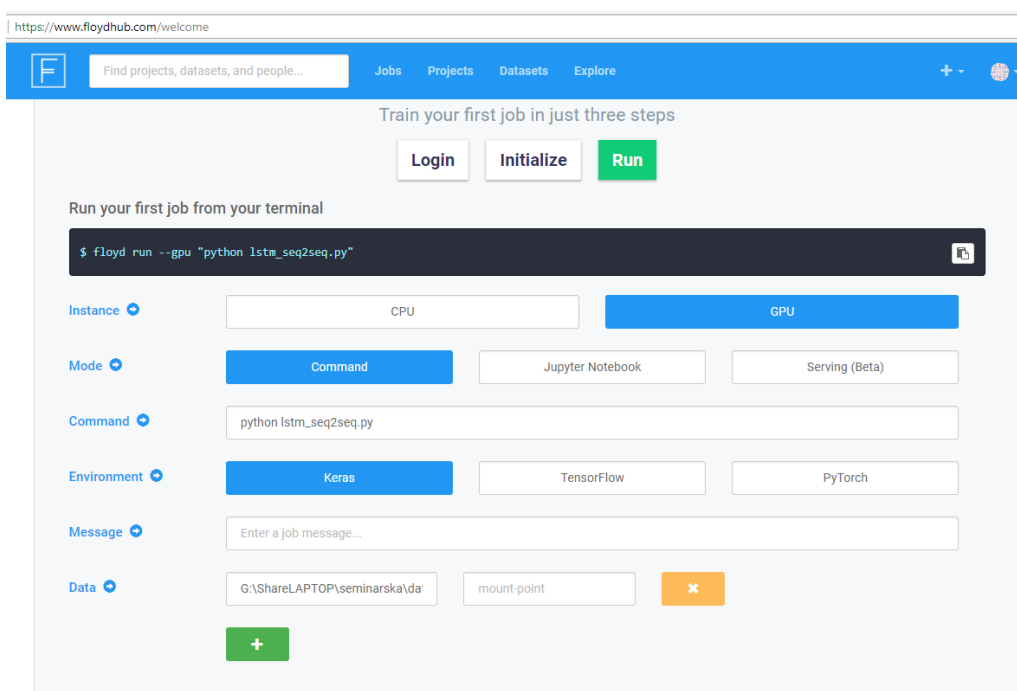 https://www.floydhub.com/welcome
Find projects, datasets, and people... Jobs Projects Datasets Explore
Train your first job in just three steps
Login Initialize Run
Run your first job from your terminal
$ floyd run --gpu "python lstm_seq2seq.py"
Instance CPU GPU
Mode Command Jupyter Notebook Serving (Beta)
Command python lstm_seq2seq.py
Environment Keras TensorFlow PyTorch
Message Enter a job message...
Data G:\ShareLAPTOP\seminarska\da mount-point